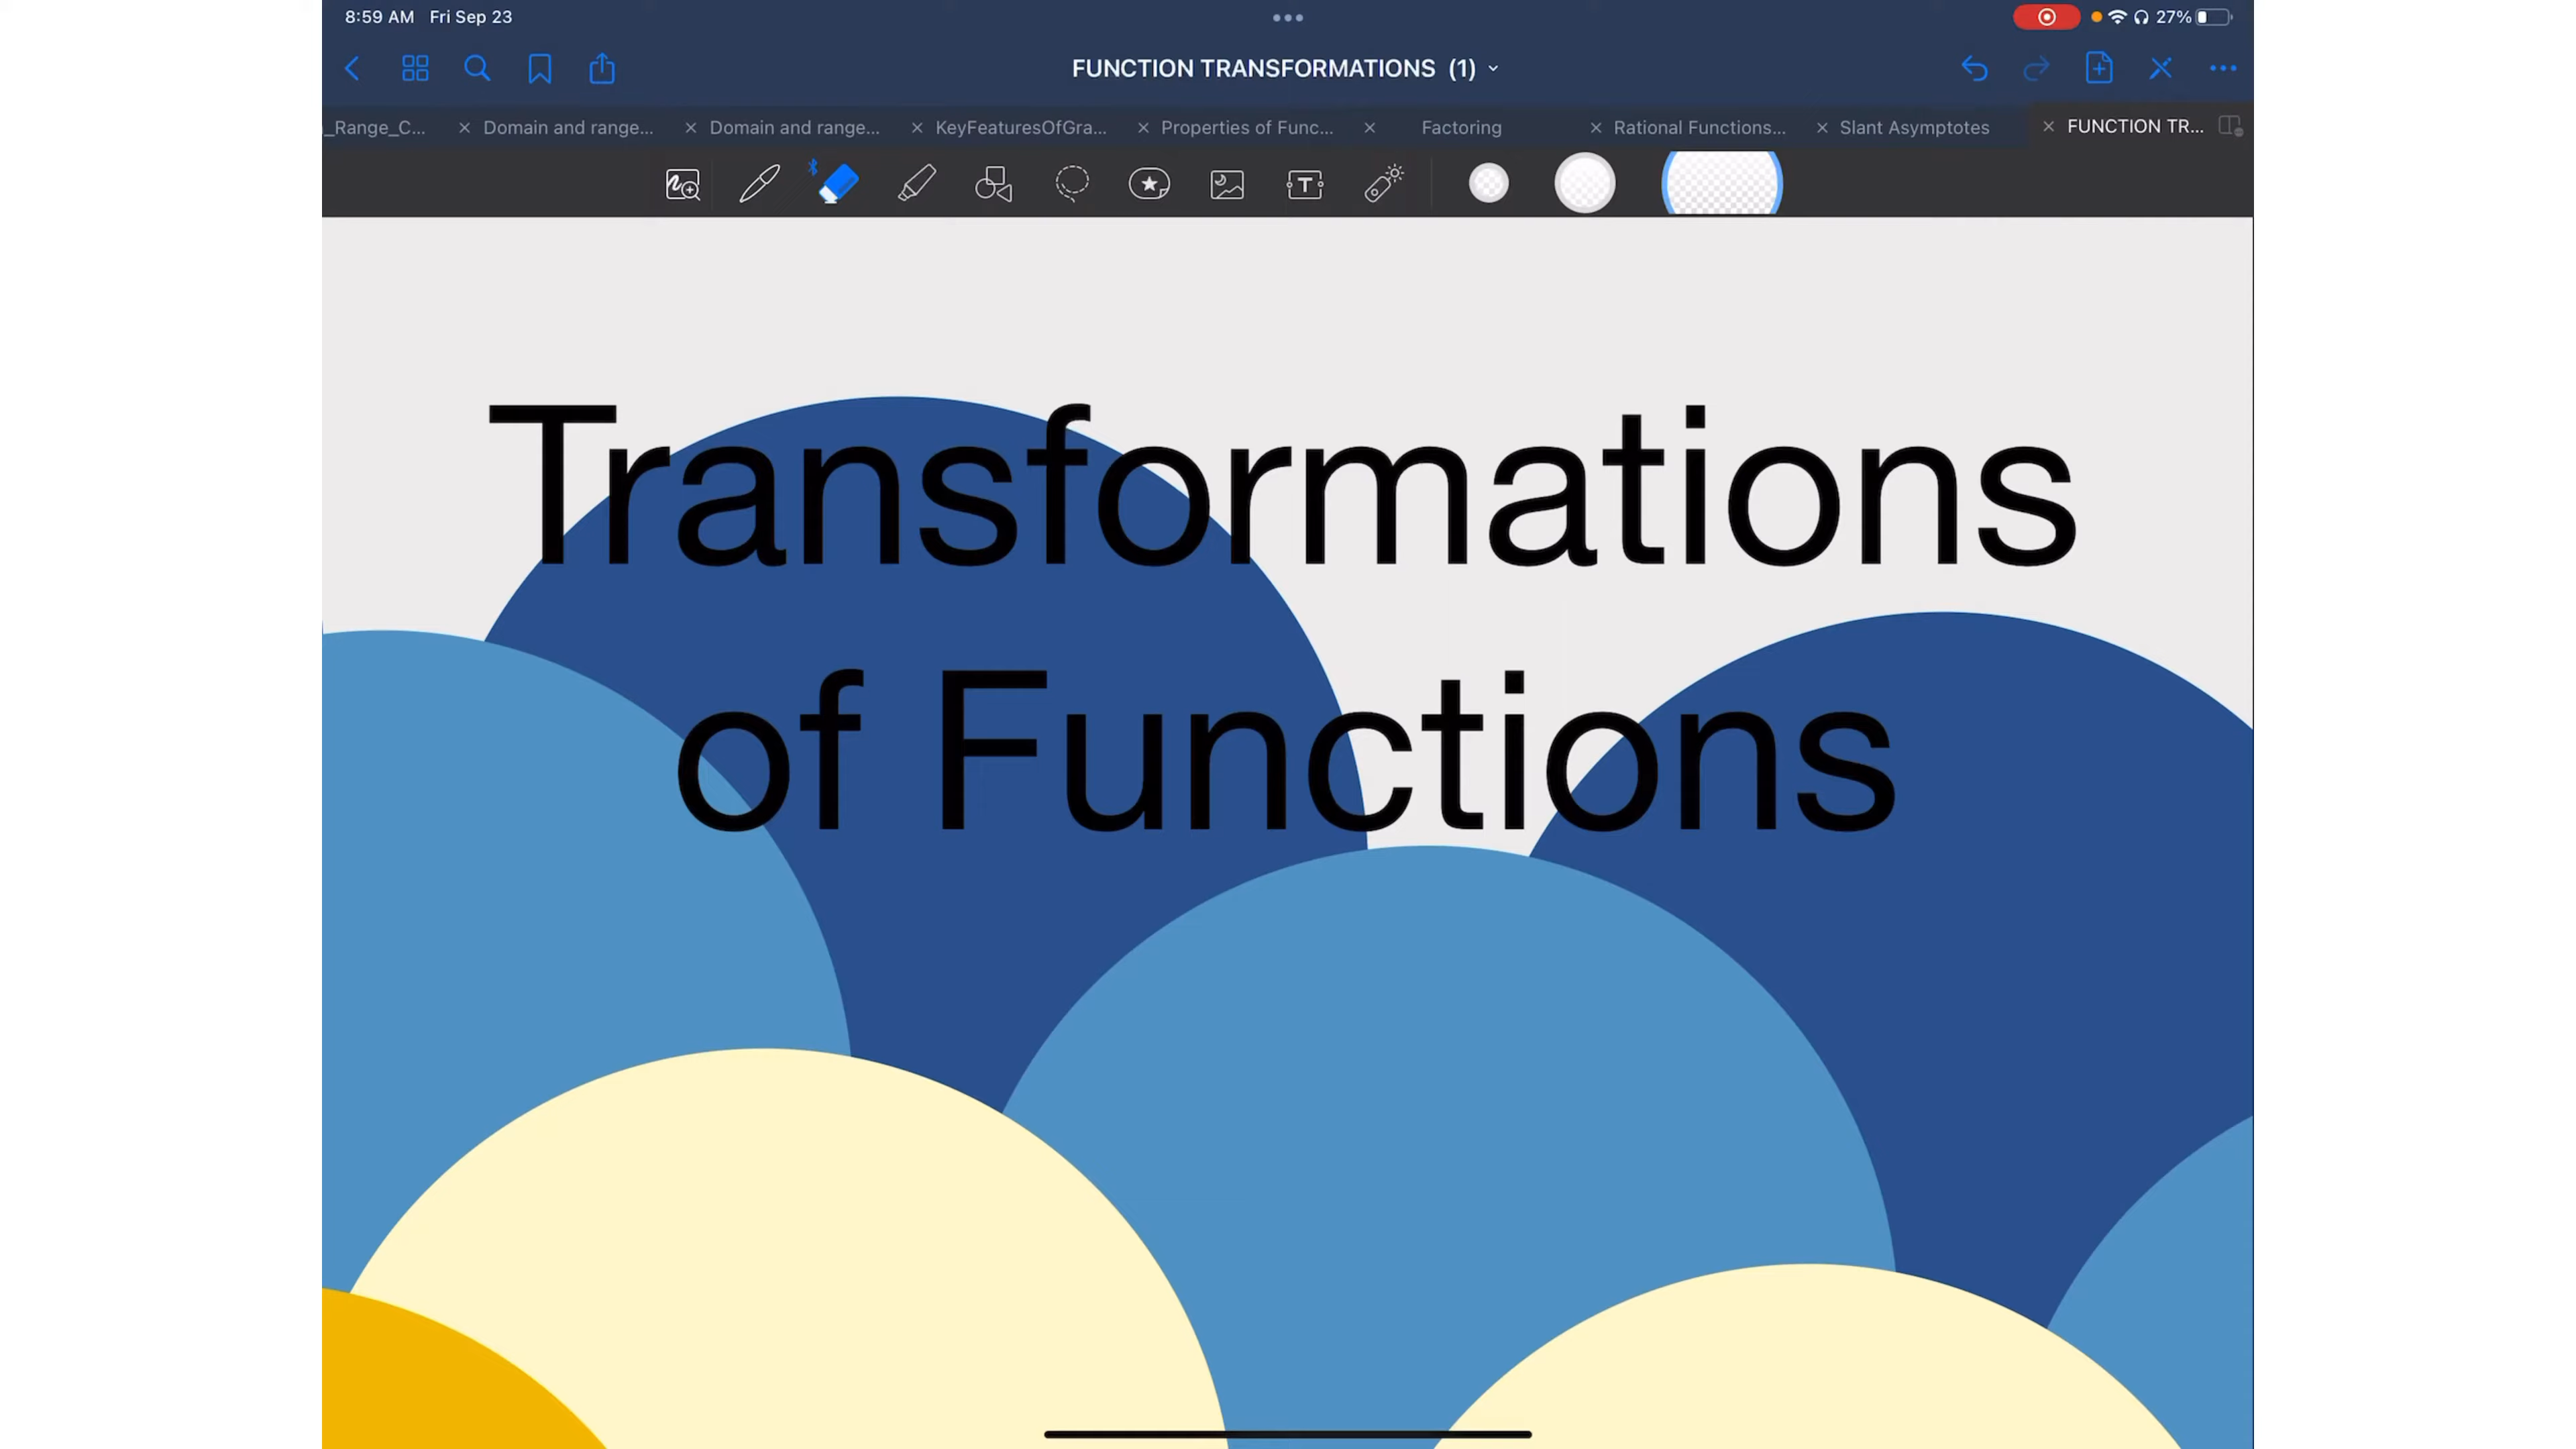 8:59 AM Fri Sep 23
27%
FUNCTION TRANSFORMATIONS (1)
_Range_C...
Domain and range...
Domain and range...
KeyFeaturesOfGra...
Properties of Func...
Factoring
Rational Functions...
Slant Asymptotes
FUNCTION TR...
T
Transformations
of Functions